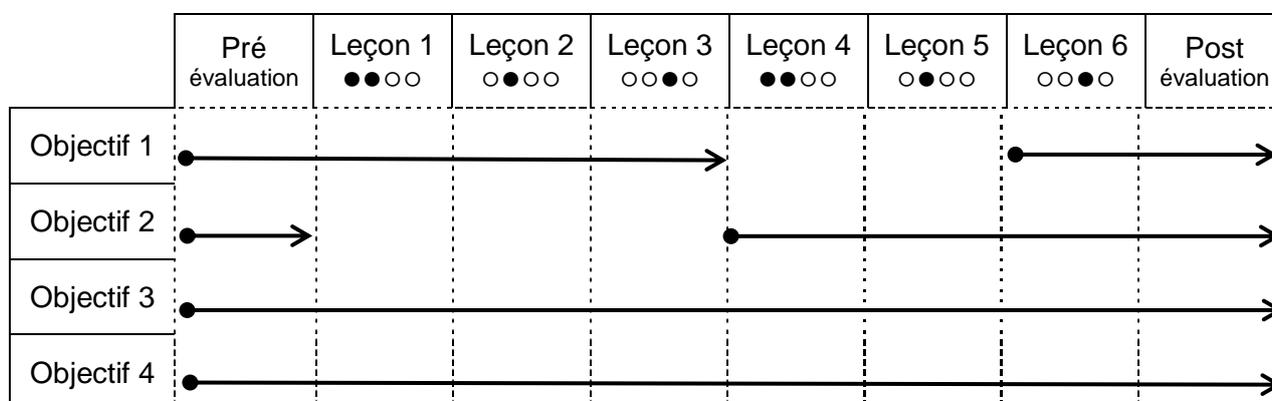 Pré évaluation
Leçon 1
●●○○
Leçon 2
○●○○
Leçon 3
○○●○
Leçon 4
●●○○
Leçon 5
○●○○
Leçon 6
○○●○
Post évaluation
Objectif 1
Objectif 2
Objectif 3
Objectif 4